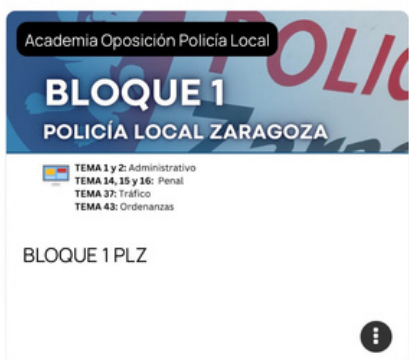 Academia Oposición Policía Local
POLIC
BLOQUE 1
POLICÍA LOCAL ZARAGOZA
TEMA 1 y 2: Administrativo
TEMA 14, 15 y 16: Penal
TEMA 37: Tráfico
TEMA 43: Ordenanzas
BLOQUE 1 PLZ